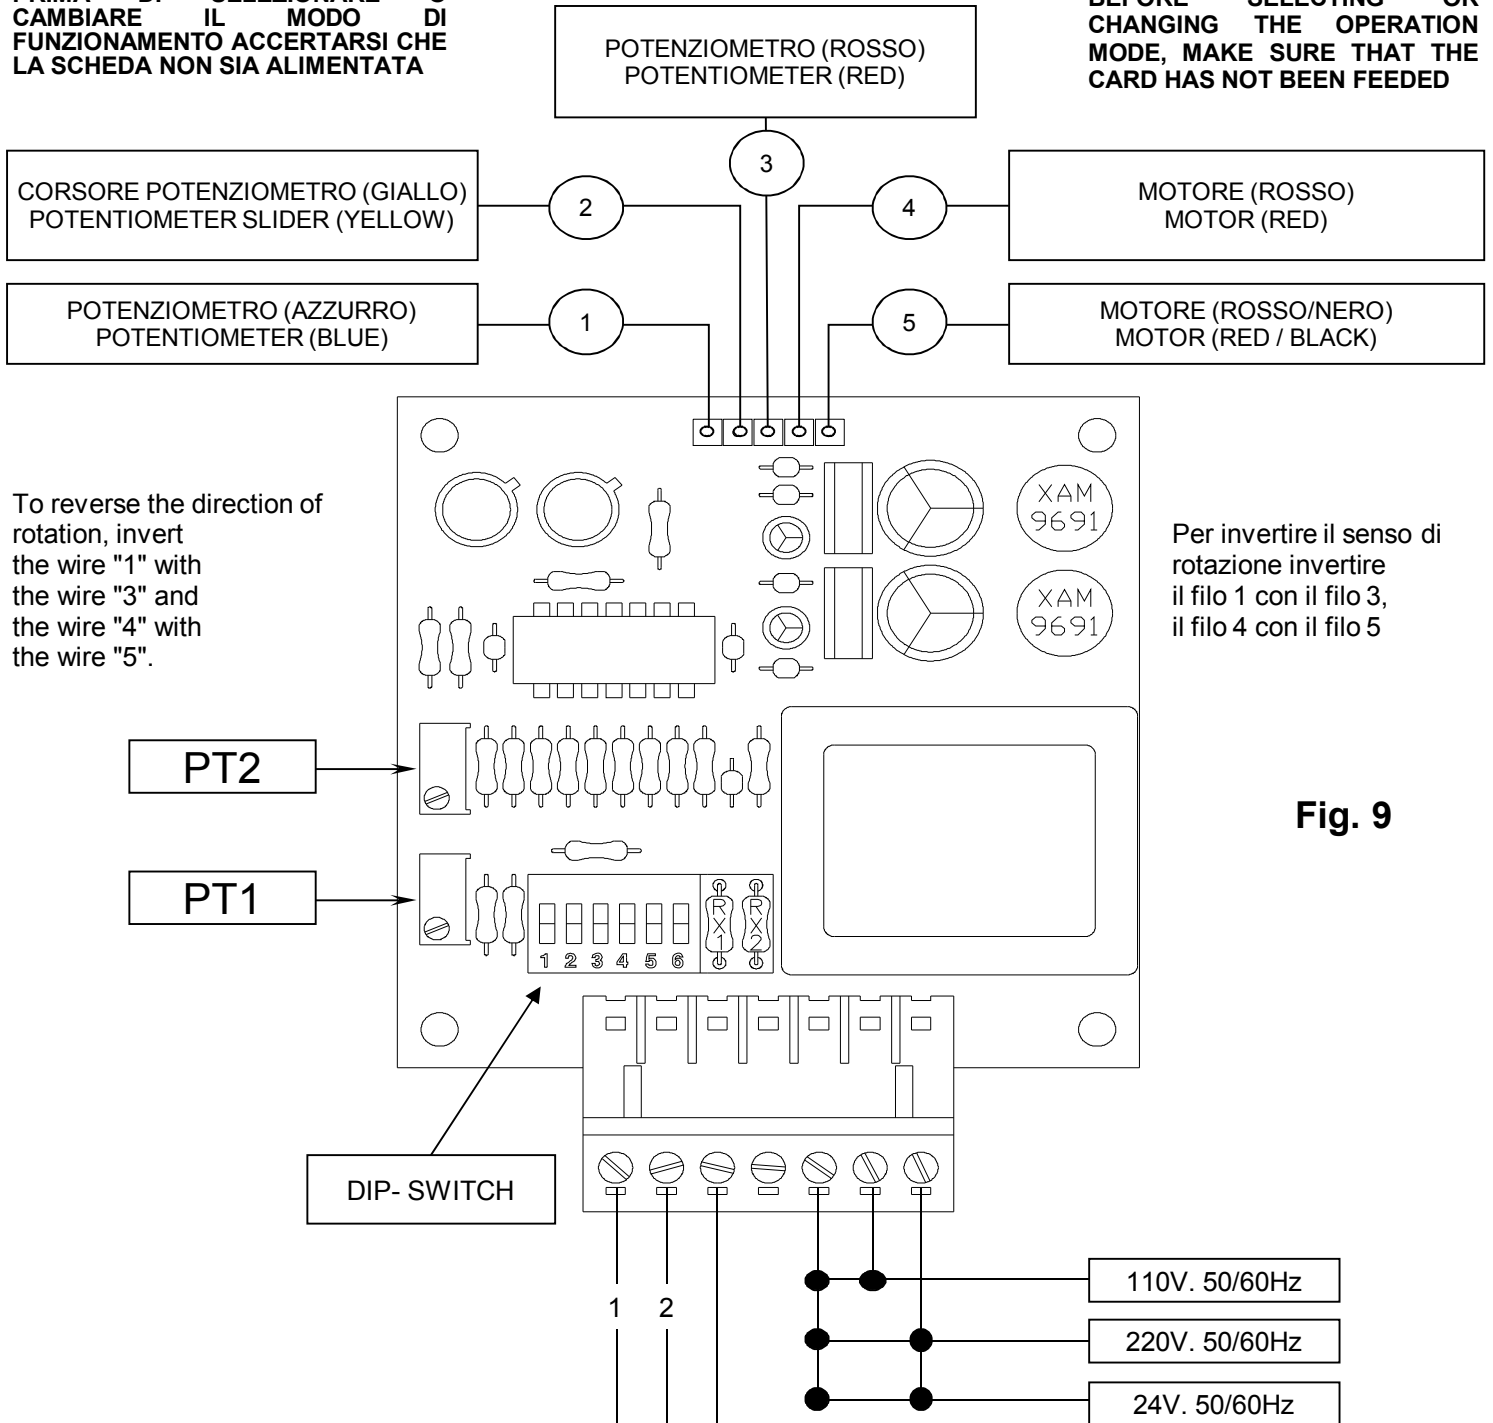 PRIMA DI SELEZIONARE O
CAMBIARE IL MODO DI
FUNZIONAMENTO ACCERTARSI CHE
LA SCHEDA NON SIA ALIMENTATA
BEFORE SELECTING OR
CHANGING THE OPERATION
MODE, MAKE SURE THAT THE
CARD HAS NOT BEEN FEEDED
POTENZIOMETRO (ROSSO)
POTENTIOMETER (RED)
3
CORSORE POTENZIOMETRO (GIALLO)
POTENTIOMETER SLIDER (YELLOW)
2
4
MOTORE (ROSSO)
MOTOR (RED)
POTENZIOMETRO (AZZURRO)
POTENTIOMETER (BLUE)
1
5
MOTORE (ROSSO/NERO)
MOTOR (RED / BLACK)
To reverse the direction of
rotation, invert
the wire "1" with
the wire "3" and
the wire "4" with
the wire "5".
XAM
9691
XAM
9691
Per invertire il senso di
rotazione invertire
il filo 1 con il filo 3,
il filo 4 con il filo 5
PT2
Fig. 9
PT1
RX1
RX2
1 2 3 4 5 6
DIP- SWITCH
1 2
110V. 50/60Hz
220V. 50/60Hz
24V. 50/60Hz